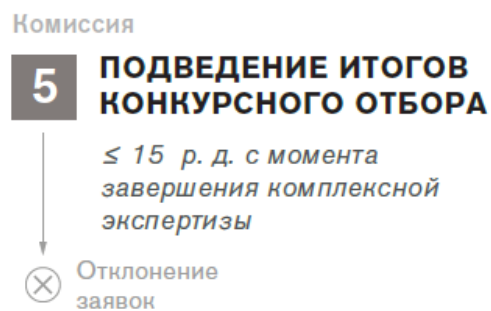 Комиссия
5
ПОДВЕДЕНИЕ ИТОГОВ
КОНКУРСНОГО ОТБОРА
≤ 15 р. д. с момента
завершения комплексной
экспертизы
Отклонение
заявок